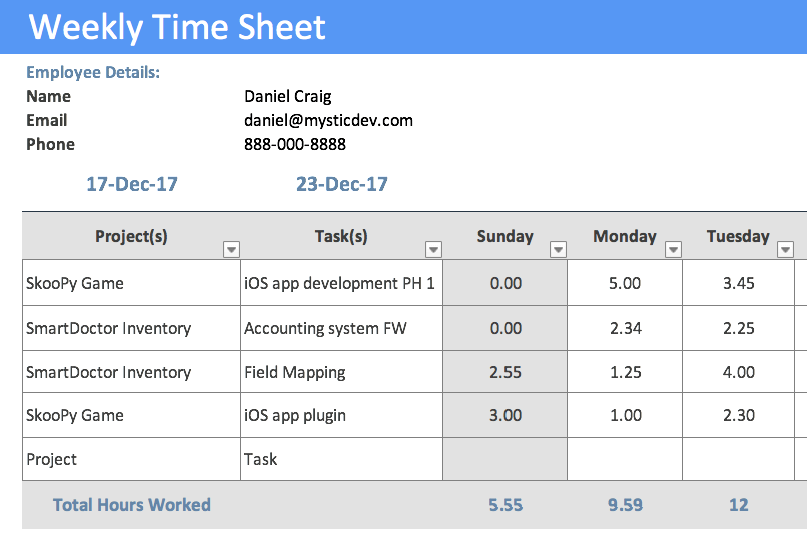 Weekly Time Sheet
Employee Details:
Name Daniel Craig
Email daniel@mysticdev.com
Phone 888-000-8888
17-Dec-17 23-Dec-17
Project(s) Task(s) Sunday Monday Tuesday
SkooPy Game iOS app development PH 1 0.00 5.00 3.45
SmartDoctor Inventory Accounting system FW 0.00 2.34 2.25
SmartDoctor Inventory Field Mapping 2.55 1.25 4.00
SkooPy Game iOS app plugin 3.00 1.00 2.30
Project Task
Total Hours Worked 5.55 9.59 12